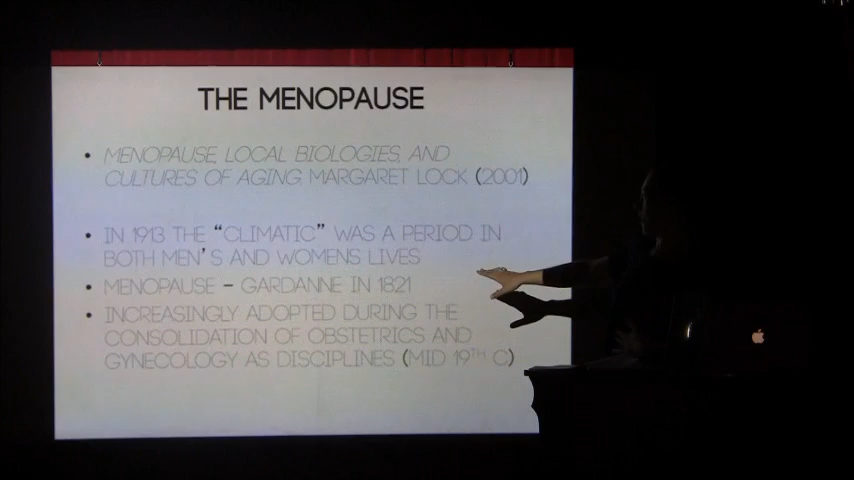 THE MENOPAUSE
• MENOPAUSE, LOCAL BIOLOGIES, AND
CULTURES OF AGING MARGARET LOCK (2001)
• IN 1913 THE “CLIMATIC” WAS A PERIOD IN
BOTH MEN’S AND WOMENS LIVES
• MENOPAUSE – GARDANNE IN 1821
• INCREASINGLY ADOPTED DURING THE
CONSOLIDATION OF OBSTETRICS AND
GYNECOLOGY AS DISCIPLINES (MID 19TH C)